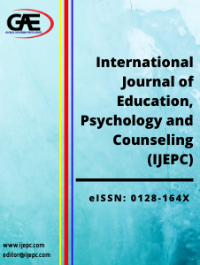 GAE
International
Journal of
Education,
Psychology and
Counseling
(IJEPC)
eISSN: 0128-164X
www.ijepc.com
editor@ijepc.com